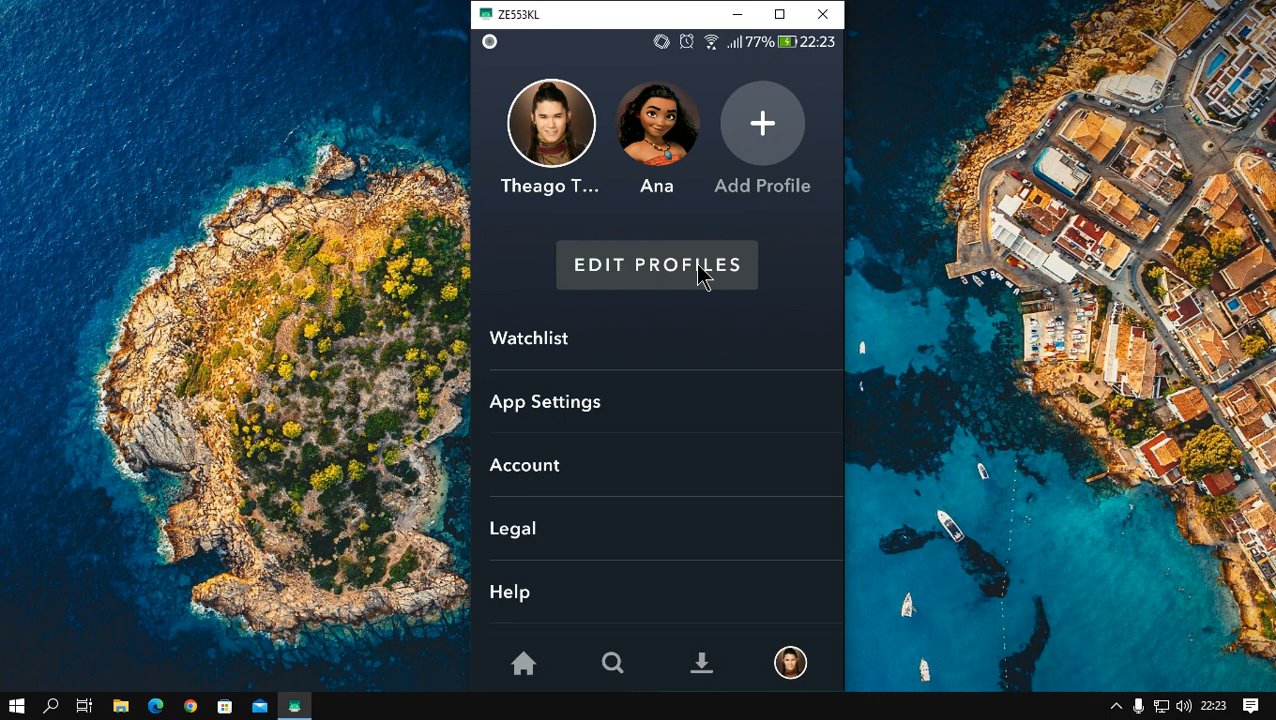 ZE553KL
77% 22:23
Theago T... Ana Add Profile
EDIT PROFILES
Watchlist
App Settings
Account
Legal
Help
22:23